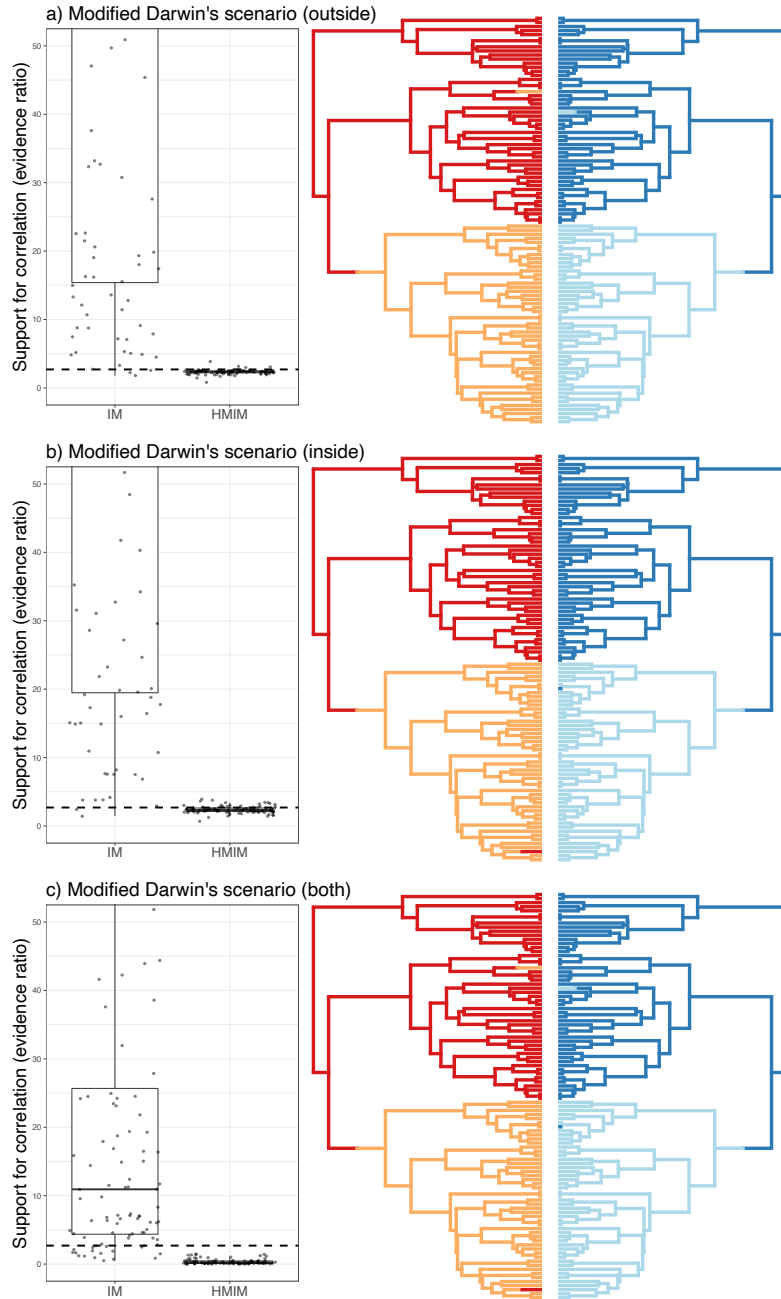 a) Modified Darwin's scenario (outside)
Support for correlation (evidence ratio)
50
40
30
20
10
0
IM
HMIM
b) Modified Darwin's scenario (inside)
Support for correlation (evidence ratio)
50
40
30
20
10
0
IM
HMIM
c) Modified Darwin's scenario (both)
Support for correlation (evidence ratio)
50
40
30
20
10
0
IM
HMIM